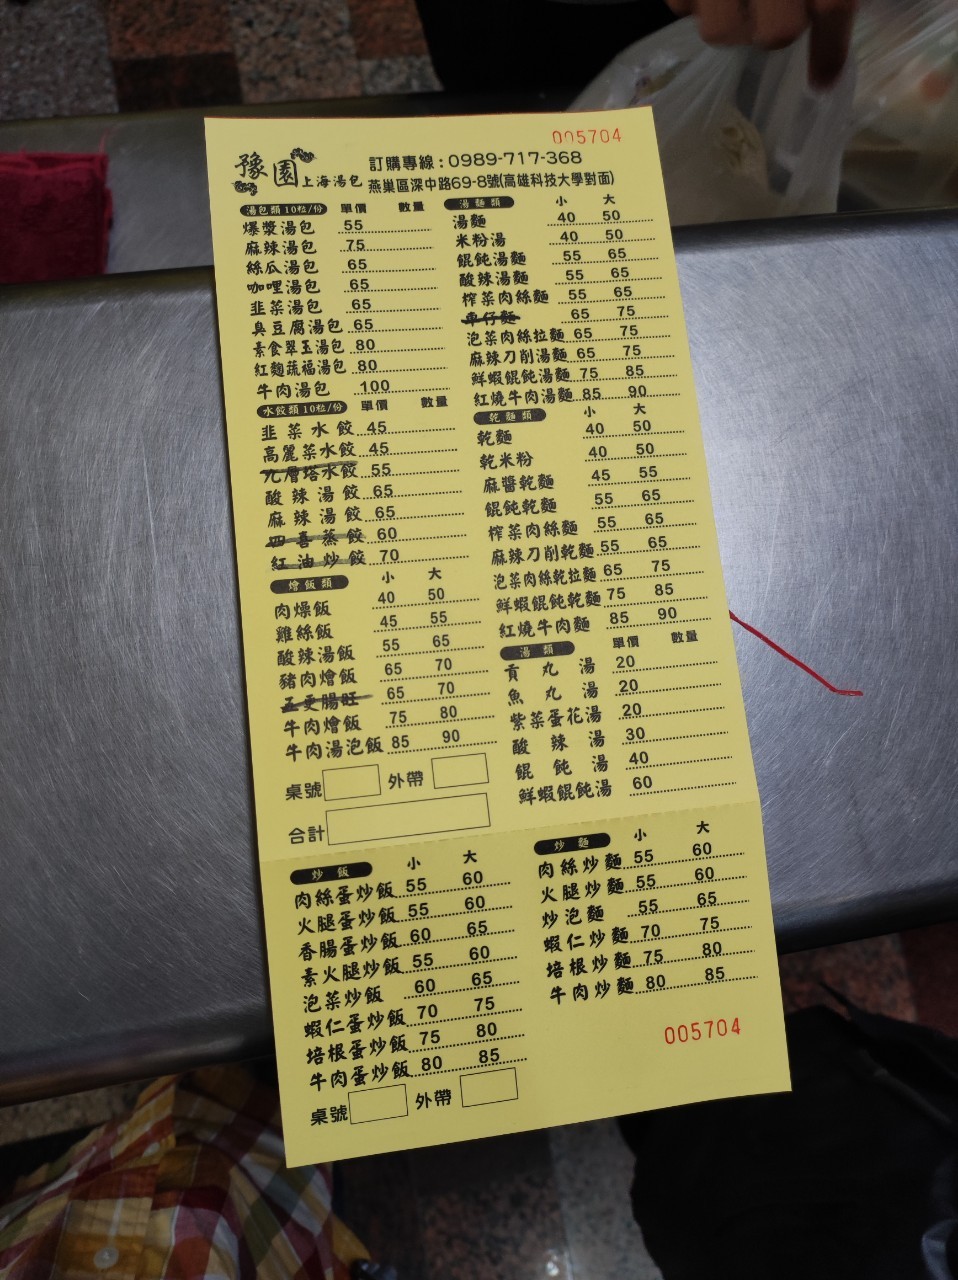 005704
豫園上海湯包
訂購專線：0989-717-368
燕巢區深中路69-8號(高雄科技大學對面)
湯包類 10粒/份 單價 數量
爆漿湯包 55
麻辣湯包 75
絲瓜湯包 65
咖哩湯包 65
韭菜湯包 65
臭豆腐湯包 65
素食翠玉湯包 80
紅麴蔬福湯包 80
牛肉湯包 100
水餃類 10粒/份 單價 數量
韭菜水餃 45
高麗菜水餃 45
九層塔水餃 55
酸辣湯餃 65
麻辣湯餃 65
四喜蒸餃 60
紅油炒餃 70
燴飯類 小 大
肉燥飯 40 50
雞絲飯 45 55
酸辣湯飯 55 65
豬肉燴飯 65 70
五更腸旺 65 70
牛肉燴飯 75 80
牛肉湯泡飯 85 90
桌號 外帶
合計
湯麵類 小 大
湯麵 40 50
米粉湯 40 50
餛飩湯麵 55 65
酸辣湯麵 55 65
榨菜肉絲麵 55 65
車仔麵 65 75
泡菜肉絲拉麵 65 75
麻辣刀削湯麵 65 75
鮮蝦餛飩湯麵 75 85
紅燒牛肉湯麵 85 90
乾麵類 小 大
乾麵 40 50
乾米粉 40 50
麻醬乾麵 45 55
餛飩乾麵 55 65
榨菜肉絲麵 55 65
麻辣刀削乾麵 55 65
泡菜肉絲乾拉麵 65 75
鮮蝦餛飩乾麵 75 85
紅燒牛肉麵 85 90
湯類 單價 數量
貢丸湯 20
魚丸湯 20
紫菜蛋花湯 20
酸辣湯 30
餛飩湯 40
鮮蝦餛飩湯 60
炒飯 小 大
肉絲蛋炒飯 55 60
火腿蛋炒飯 55 60
香腸蛋炒飯 60 65
素火腿炒飯 55 60
泡菜炒飯 60 65
蝦仁蛋炒飯 70 75
培根蛋炒飯 75 80
牛肉蛋炒飯 80 85
桌號 外帶
炒麵 小 大
肉絲炒麵 55 60
火腿炒麵 55 60
炒泡麵 55 65
蝦仁炒麵 70 75
培根炒麵 75 80
牛肉炒麵 80 85
005704